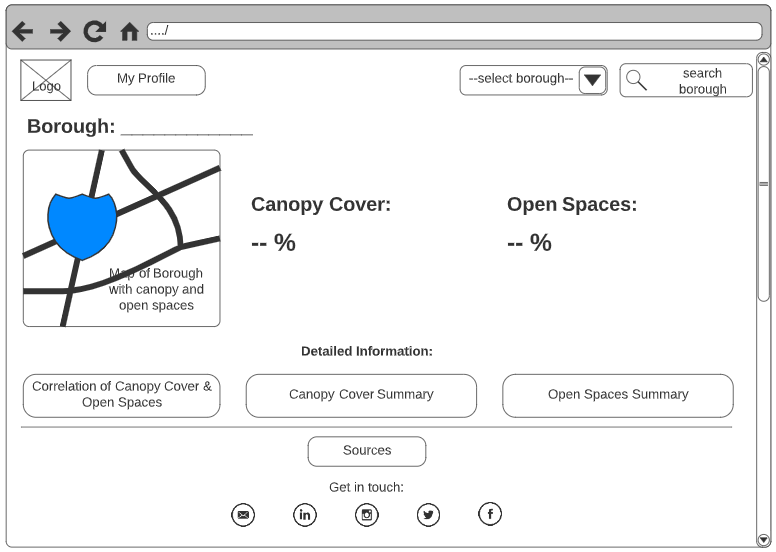 ..../
Logo
My Profile
--select borough--
search
borough
Borough: ____________
Canopy Cover:
Open Spaces:
-- %
-- %
Map of Borough
with canopy and
open spaces
Detailed Information:
Correlation of Canopy Cover &
Open Spaces
Canopy Cover Summary
Open Spaces Summary
Sources
Get in touch:
in
f